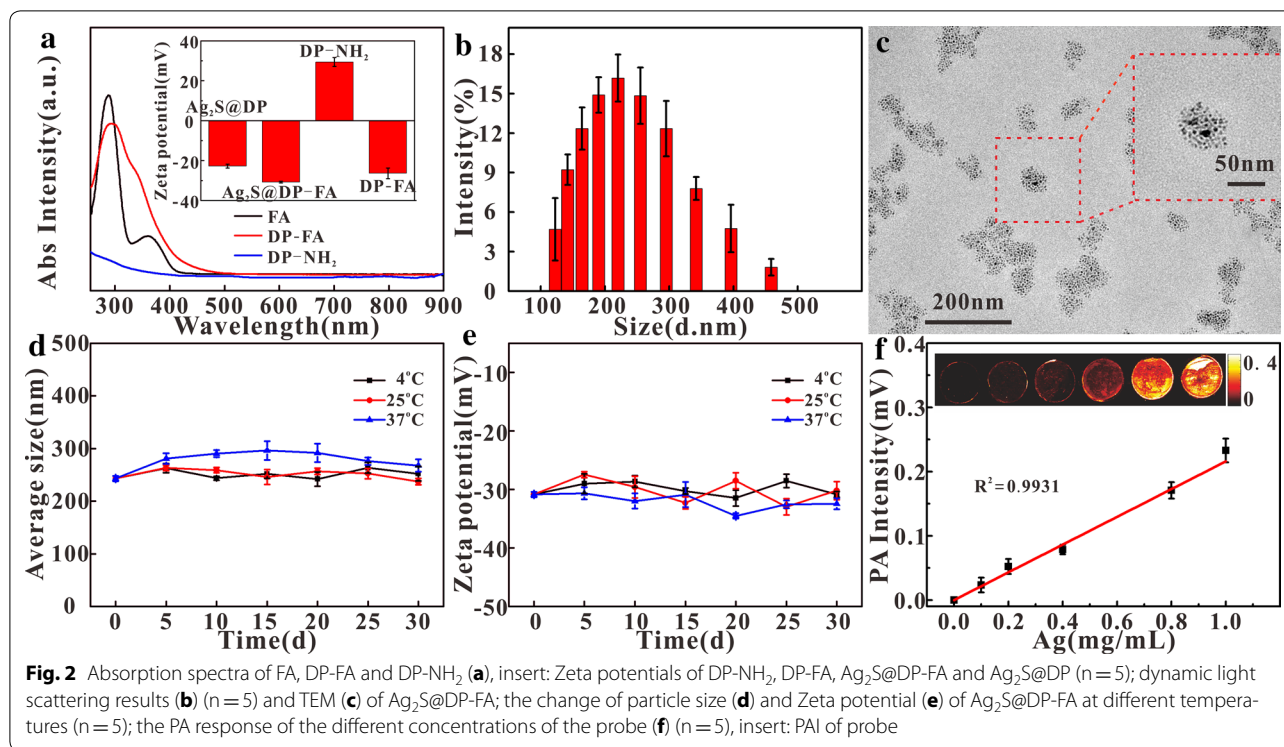 a
Abs Intensity(a.u.)
Zeta potential(mV)
40
20
0
-20
-40
DP-NH₂
Ag₂S@DP
Ag₂S@DP-FA
DP-FA
FA
DP-FA
DP-NH₂
300 400 500 600 700 800 900
Wavelength(nm)
b
Intensity(%)
18
15
12
9
6
3
0
100 200 300 400 500
Size(d.nm)
c
50nm
200nm
d
Average size(nm)
500
400
300
200
100
0
4°C
25°C
37°C
0 5 10 15 20 25 30
Time(d)
e
Zeta potential(mV)
-10
-20
-30
-40
-50
4°C
25°C
37°C
0 5 10 15 20 25 30
Time(d)
f
PA Intensity(mV)
0.4
0.3
0.2
0.1
0.0
0. 4
0
R²=0.9931
0.0 0.2 0.4 0.6 0.8 1.0
Ag(mg/mL)
Fig. 2 Absorption spectra of FA, DP-FA and DP-NH₂ (a), insert: Zeta potentials of DP-NH₂, DP-FA, Ag₂S@DP-FA and Ag₂S@DP (n = 5); dynamic light
scattering results (b) (n = 5) and TEM (c) of Ag₂S@DP-FA; the change of particle size (d) and Zeta potential (e) of Ag₂S@DP-FA at different tempera-
tures (n = 5); the PA response of the different concentrations of the probe (f) (n = 5), insert: PAI of probe